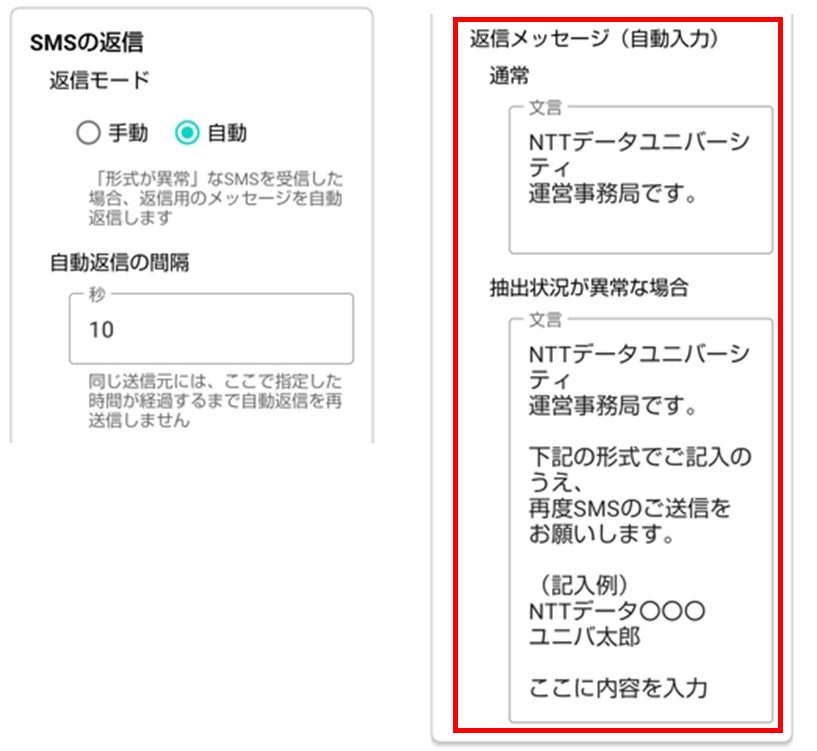 SMSの返信
返信モード
手動
自動
「形式が異常」なSMSを受信した
場合、返信用のメッセージを自動
返信します
自動返信の間隔
秒
10
同じ送信元には、ここで指定した
時間が経過するまで自動返信を再
送信しません
返信メッセージ（自動入力）
通常
文言
NTTデータユニバーシ
ティ
運営事務局です。
抽出状況が異常な場合
文言
NTTデータユニバーシ
ティ
運営事務局です。
下記の形式でご記入の
うえ、
再度SMSのご送信を
お願いします。
（記入例）
NTTデータ〇〇〇
ユニバ太郎
ここに内容を入力